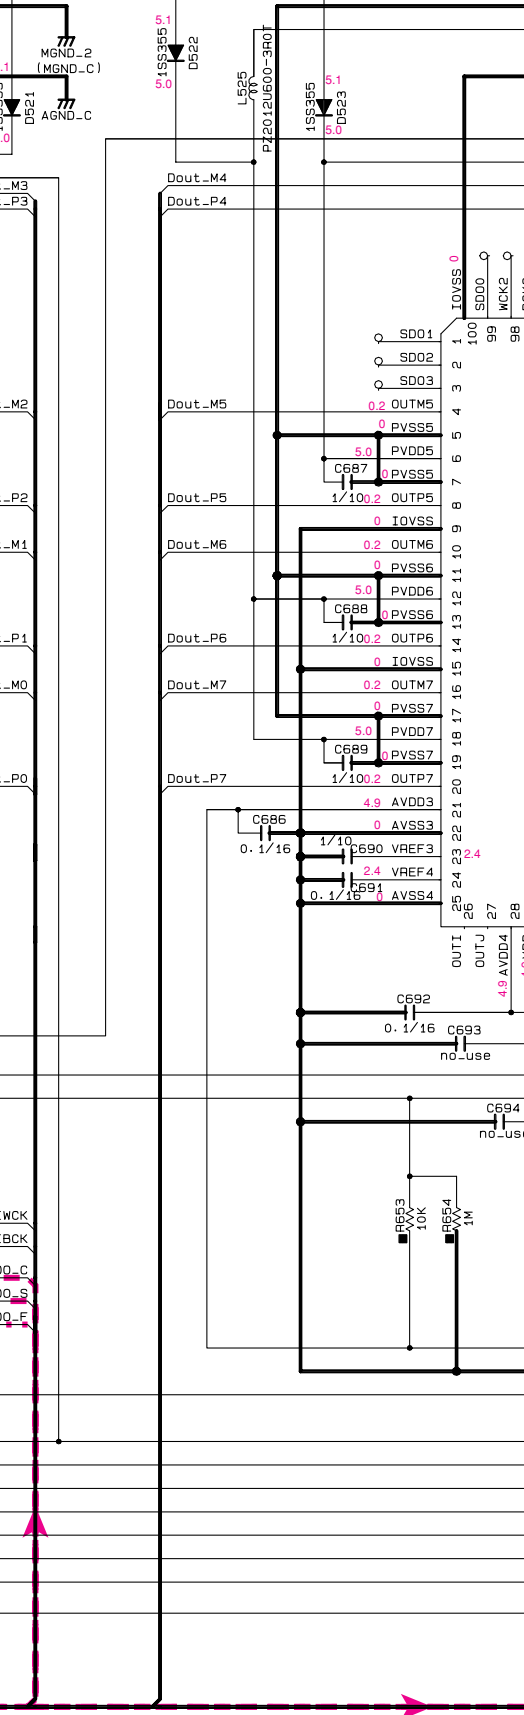 5.1
1SS355
D522
5.0
MGND_2
(MGND_C)
AGND_C
D521
L525
PZ2012U600-3R0T
5.1
1SS355
D523
5.0
_M3
_P3
Dout_M4
Dout_P4
IOVSS
0
SDO0
WCK2
100
99
98
SDO1
1
SDO2
2
SDO3
3
_M2
Dout_M5
0.2 OUTM5
4
0 PVSS5
5
5.0 PVDD5
6
C687
0 PVSS5
7
_P2
Dout_P5
1/10
0.2 OUTP5
8
0 IOVSS
9
_M1
Dout_M6
0.2 OUTM6
10
0 PVSS6
11
5.0 PVDD6
12
C688
0 PVSS6
13
_P1
Dout_P6
1/10
0.2 OUTP6
14
0 IOVSS
15
_M0
Dout_M7
0.2 OUTM7
16
0 PVSS7
17
5.0 PVDD7
18
C689
0 PVSS7
19
_P0
Dout_P7
1/10
0.2 OUTP7
20
4.9 AVDD3
21
C686
0.1/16
0 AVSS3
22
1/10
C690 VREF3
23 2.4
2.4 VREF4
24
C691
0.1/16
0 AVSS4
25
26
27
28
OUTI
OUTJ
AVDD4
4.9
C692
0.1/16
C693
no_use
C694
no_use
R653
10K
R654
1M
WCK
BCK
DO_C
DO_S
DO_F